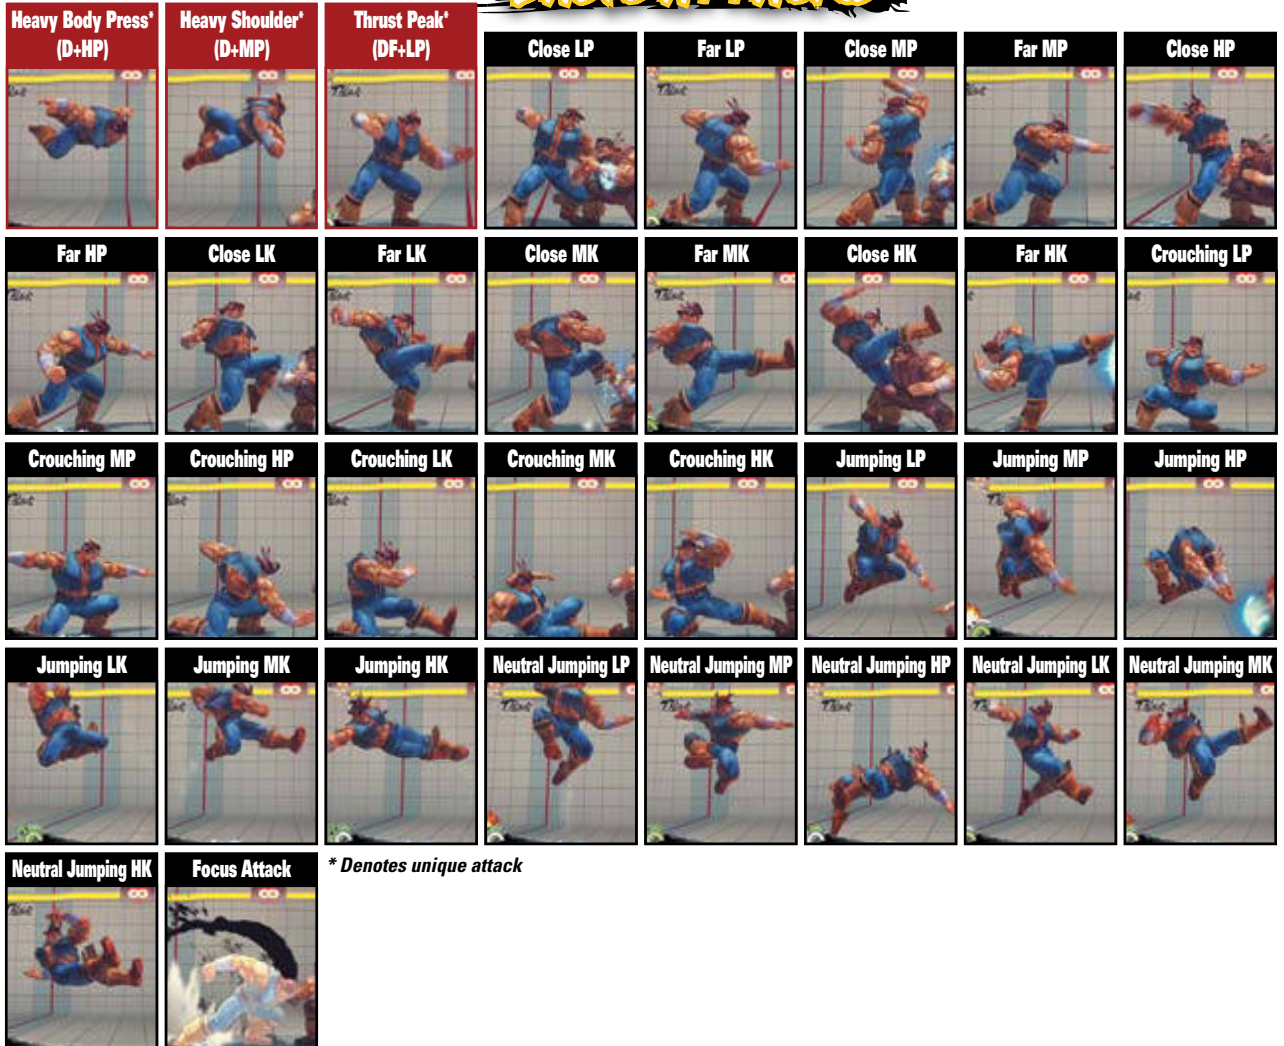 Heavy Body Press*
(D+HP)
Heavy Shoulder*
(D+MP)
Thrust Peak*
(DF+LP)
Close LP
Far LP
Close MP
Far MP
Close HP
Far HP
Close LK
Far LK
Close MK
Far MK
Close HK
Far HK
Crouching LP
Crouching MP
Crouching HP
Crouching LK
Crouching MK
Crouching HK
Jumping LP
Jumping MP
Jumping HP
Jumping LK
Jumping MK
Jumping HK
Neutral Jumping LP
Neutral Jumping MP
Neutral Jumping HP
Neutral Jumping LK
Neutral Jumping MK
Neutral Jumping HK
Focus Attack
* Denotes unique attack